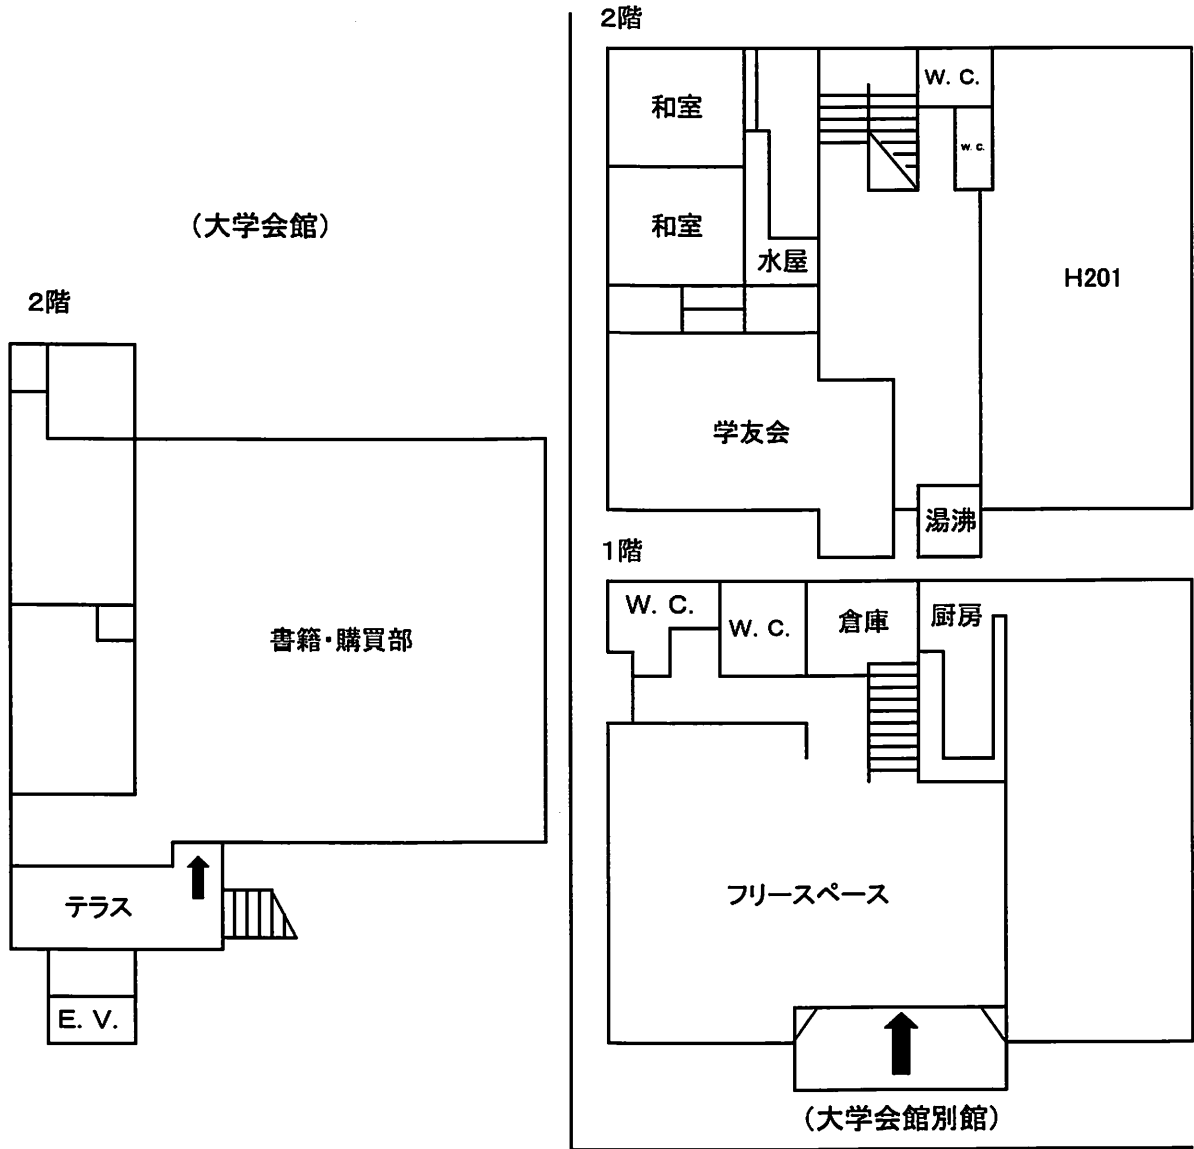 (大学会館)
2階
書籍・購買部
テラス
E. V.
2階
和室
W. C.
w. c.
和室
水屋
H201
学友会
湯沸
1階
W. C.
W. C.
倉庫
厨房
フリースペース
(大学会館別館)